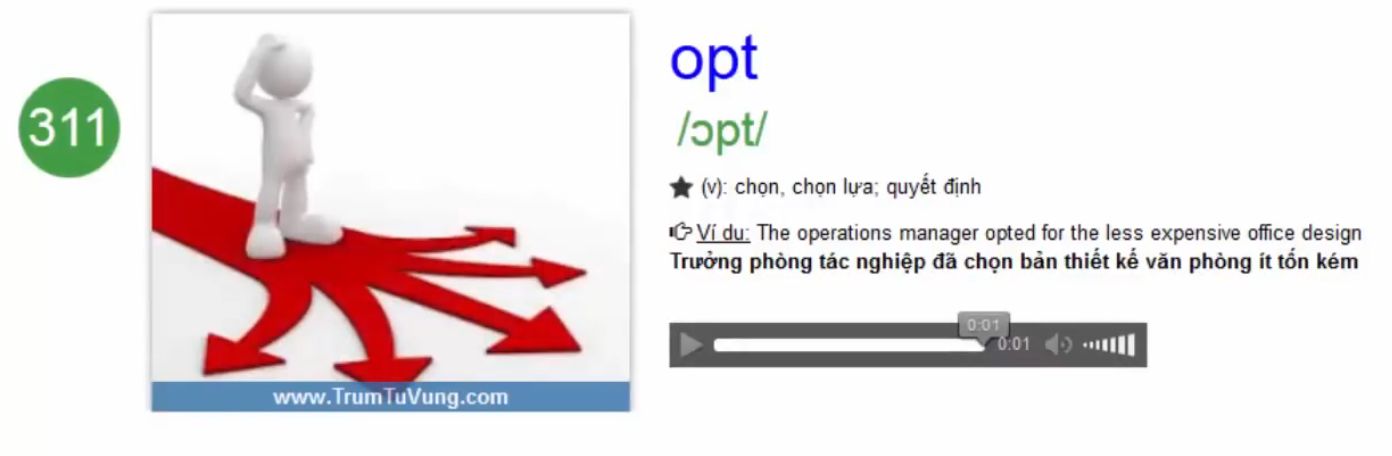 311
opt
/ɔpt/
★ (v): chọn, chọn lựa; quyết định
Ví du: The operations manager opted for the less expensive office design
Trưởng phòng tác nghiệp đã chọn bản thiết kế văn phòng ít tốn kém
0:01
0:01
www.TrumTuVung.com